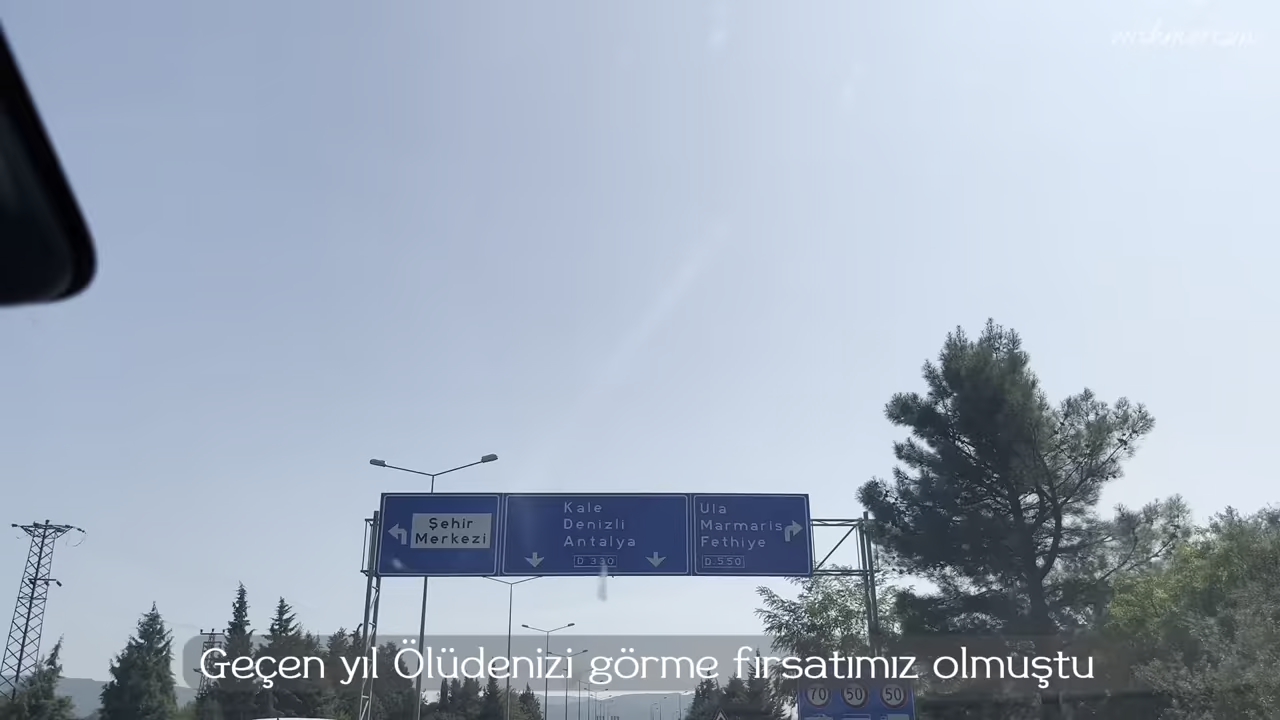 Şehir
Merkezi
Kale
Denizli
Antalya
D 330
Ula
Marmaris
Fethiye
D 550
Geçen yıl Ölüdenizi görme fırsatımız olmuştu
70 50 50